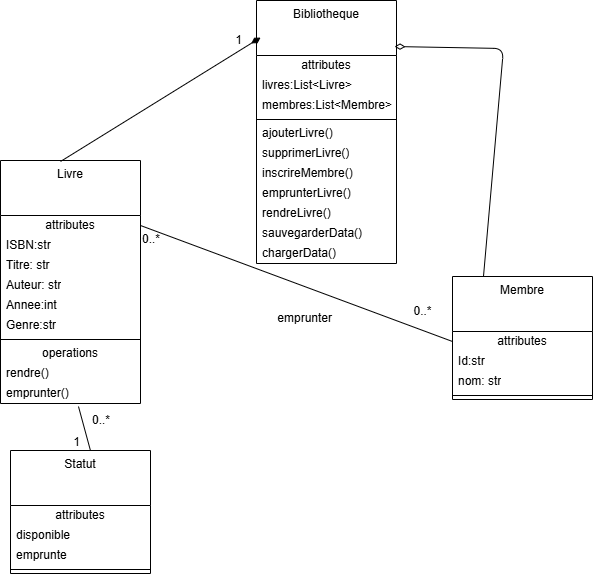 Bibliotheque
1
attributes
livres:List<Livre>
membres:List<Membre>
ajouterLivre()
supprimerLivre()
inscrireMembre()
emprunterLivre()
rendreLivre()
sauvegarderData()
chargerData()
Livre
attributes
ISBN:str
Titre: str
Auteur: str
Annee:int
Genre:str
operations
rendre()
emprunter()
0..*
emprunter
0..*
Membre
attributes
Id:str
nom: str
0..*
1
Statut
attributes
disponible
emprunte